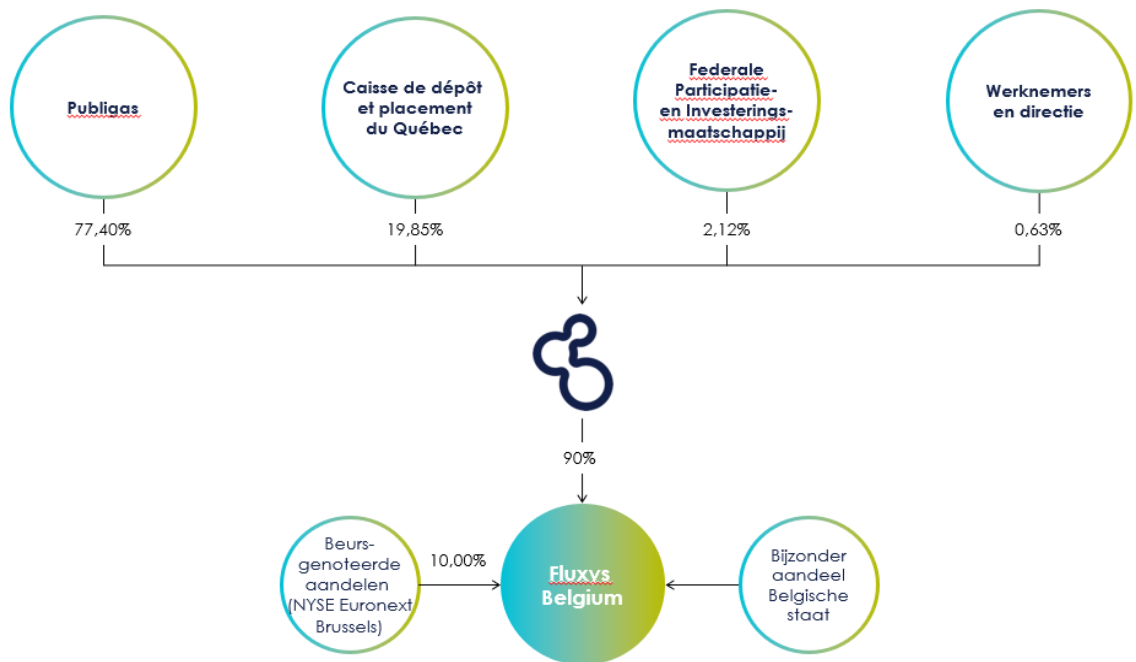 Publigas
Caisse de dépôt
et placement
du Québec
Federale
Participatie-
en Investerings-
maatschappij
Werknemers
en directie
77,40%
19,85%
2,12%
0,63%
90%
Beurs-
genoteerde
aandelen
(NYSE Euronext
Brussels)
10,00%
Fluxys
Belgium
Bijzonder
aandeel
Belgische
staat